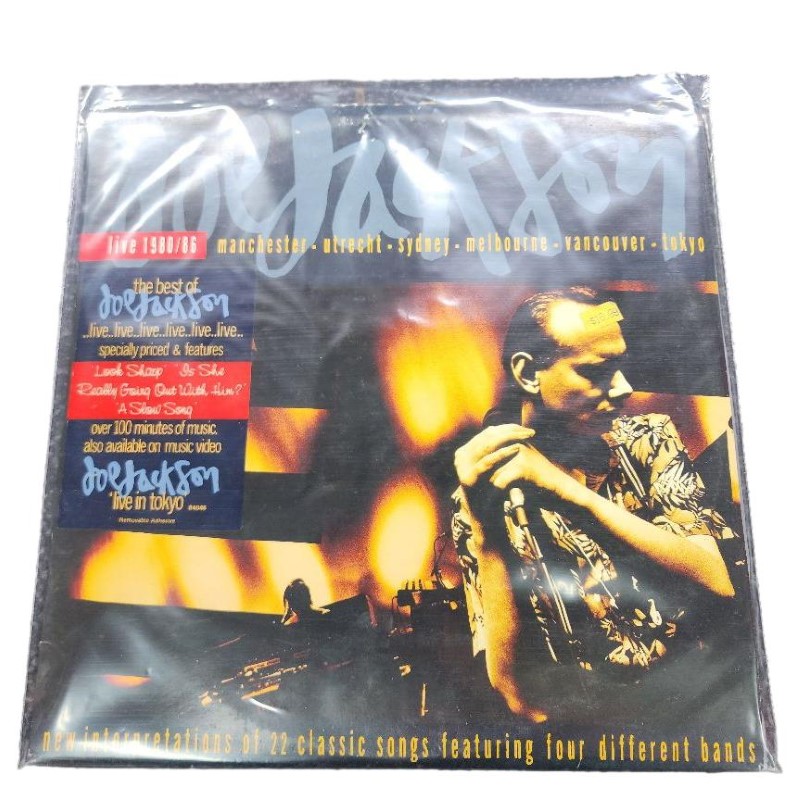 Joe Jackson
live 1980/86 manchester - utrecht - sydney - melbourne - vancouver - tokyo
the best of
Joe Jackson
..live..live..live..live..live..live..
specially priced & features
Look Sharp Is She
Really Going Out With Him?
A Slow Song
over 100 minutes of music.
also available on music video
Joe Jackson
'live in tokyo
Removable Adhesive
new interpretations of 22 classic songs featuring four different bands